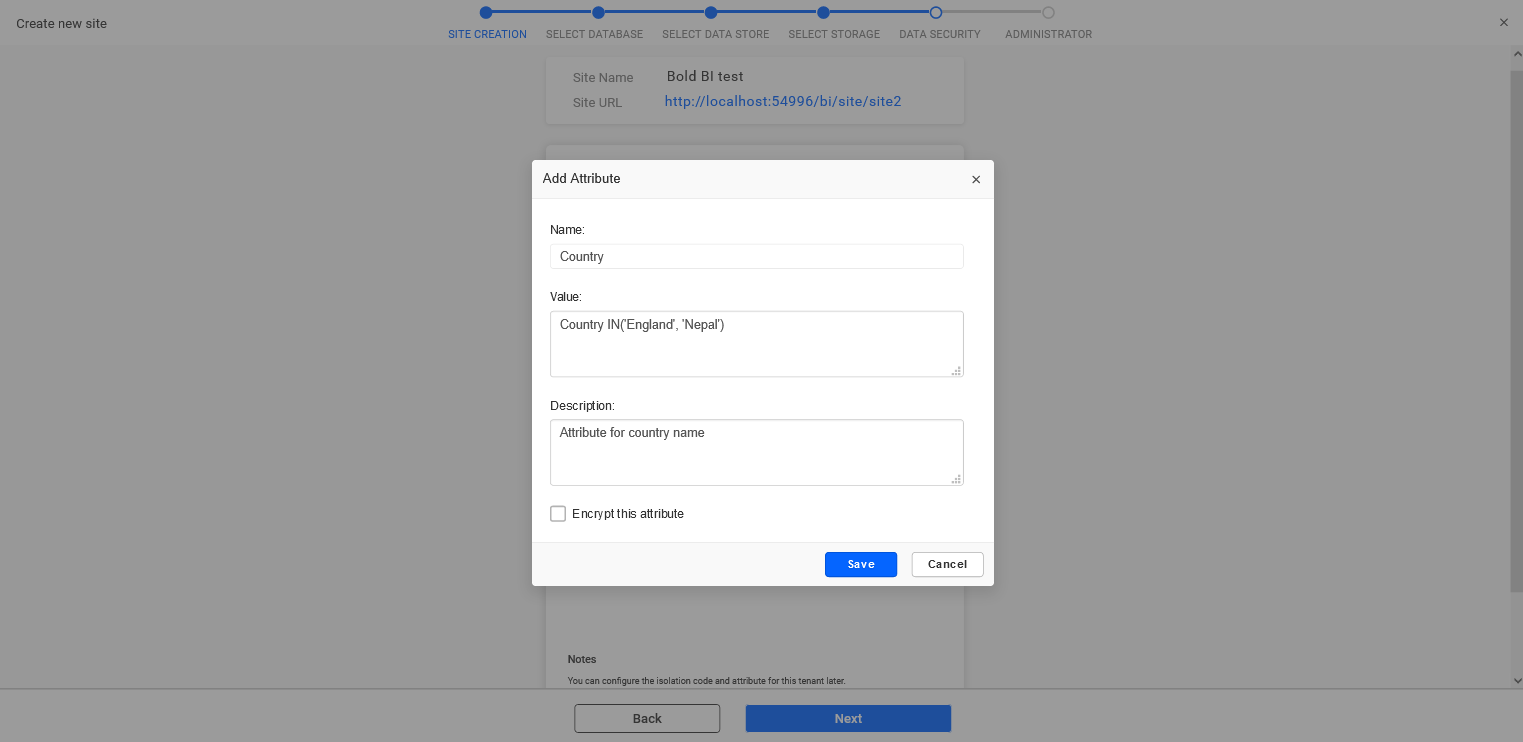 Create new site
SITE CREATION SELECT DATABASE SELECT DATA STORE SELECT STORAGE DATA SECURITY ADMINISTRATOR
Site Name Bold BI test
Site URL http://localhost:54996/bi/site/site2
Add Attribute
Name:
Country
Value:
Country IN('England', 'Nepal')
Description:
Attribute for country name
Encrypt this attribute
Save Cancel
Notes
You can configure the isolation code and attribute for this tenant later.
Back Next